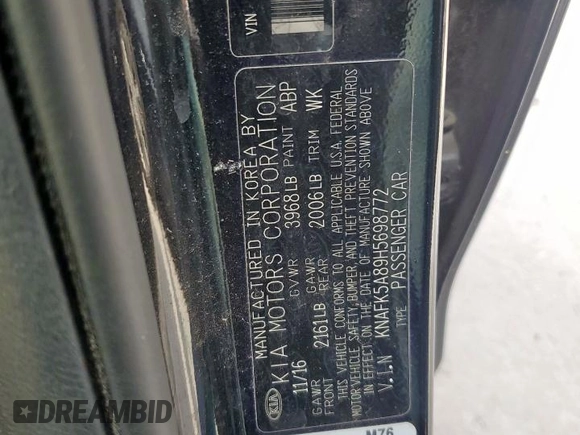 VIN
KIA
MANUFACTURED IN KOREA BY
KIA MOTORS CORPORATION
11/16 GVWR 3968LB PAINT ABP
GAWR FRONT 2161LB GAWR REAR 2006LB TRIM WK
THIS VEHICLE CONFORMS TO ALL APPLICABLE U.S.A. FEDERAL
MOTOR VEHICLE SAFETY, BUMPER, AND THEFT PREVENTION STANDARDS
IN EFFECT ON THE DATE OF MANUFACTURE SHOWN ABOVE
V.I.N KNAFK5A89H5698772
TYPE PASSENGER CAR
M76
DREAMBID